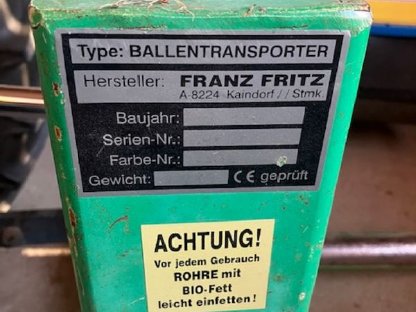 Type: BALLENTRANSPORTER
Hersteller: FRANZ FRITZ
A-8224 Kaindorf // Stmk
Baujahr:
Serien-Nr.:
Farbe-Nr.:
Gewicht: CE geprüft
ACHTUNG!
Vor jedem Gebrauch
ROHRE mit
BIO-Fett
leicht einfetten!